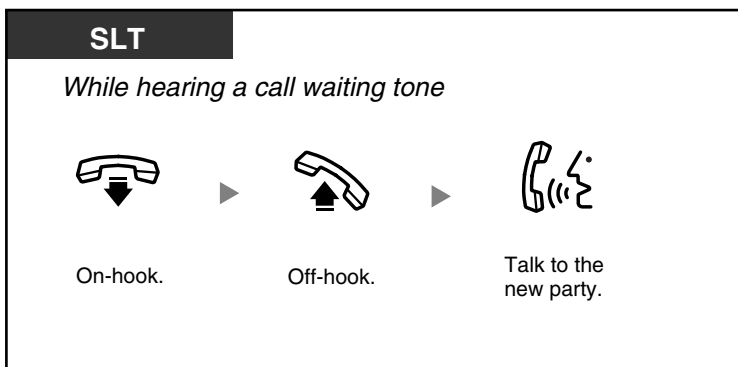 SLT
While hearing a call waiting tone
On-hook.
Off-hook.
Talk to the
new party.